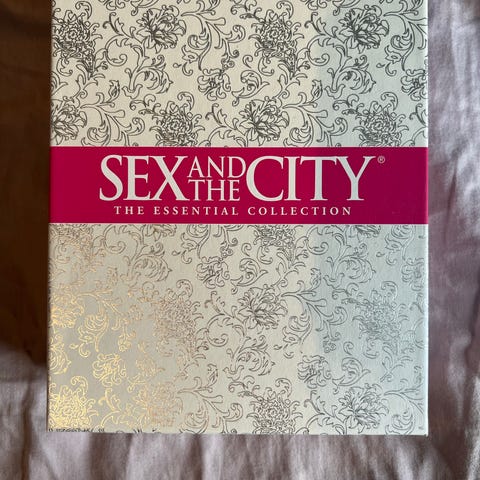 SEX AND THE CITY®
THE ESSENTIAL COLLECTION